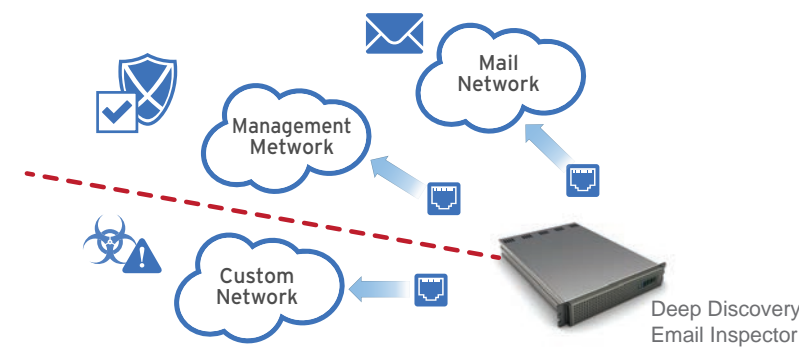 Mail
Network
Management
Metwork
Custom
Network
Deep Discovery
Email Inspector